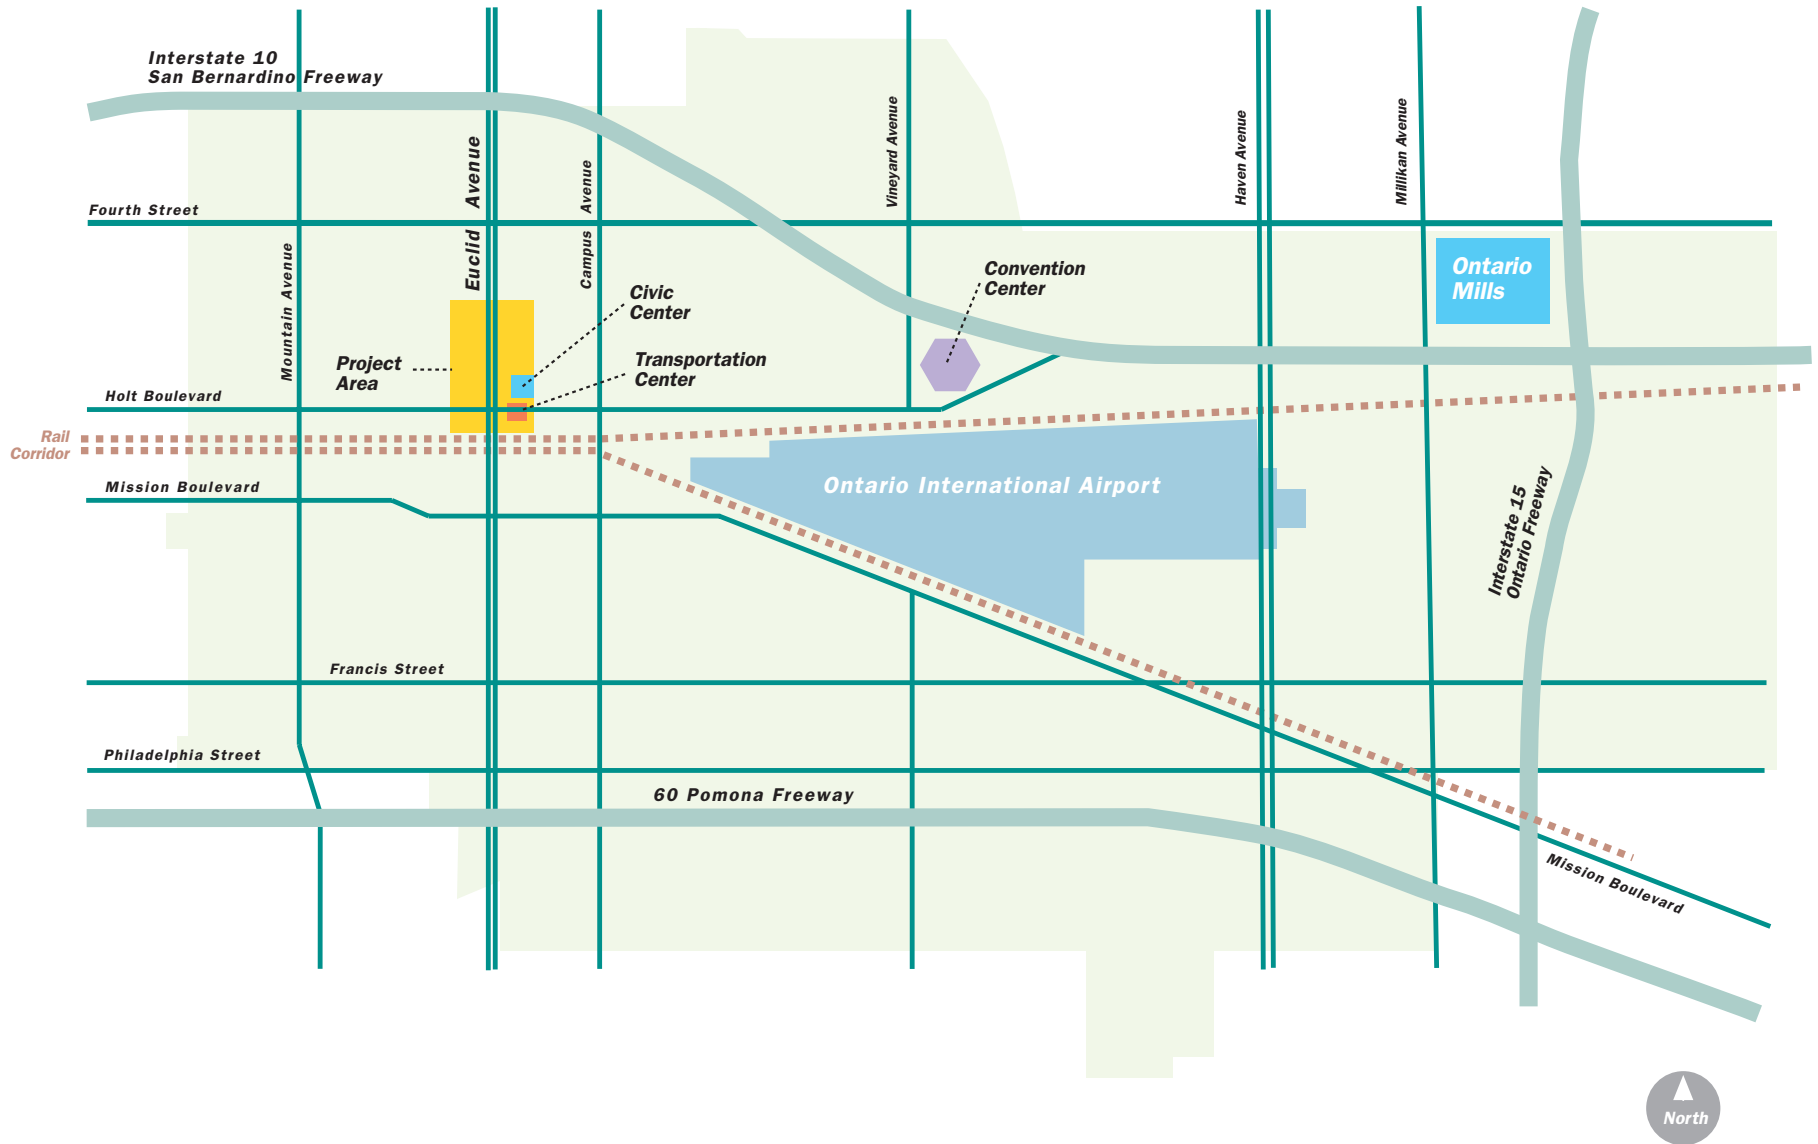 Interstate 10
San Bernardino Freeway
Euclid Avenue
Campus Avenue
Vineyard Avenue
Haven Avenue
Millikan Avenue
Fourth Street
Mountain Avenue
Convention
Center
Ontario
Mills
Civic
Center
Project
Area
Transportation
Center
Holt Boulevard
Rail
Corridor
Mission Boulevard
Ontario International Airport
Interstate 15
Ontario Freeway
Francis Street
Philadelphia Street
60 Pomona Freeway
Mission Boulevard
North